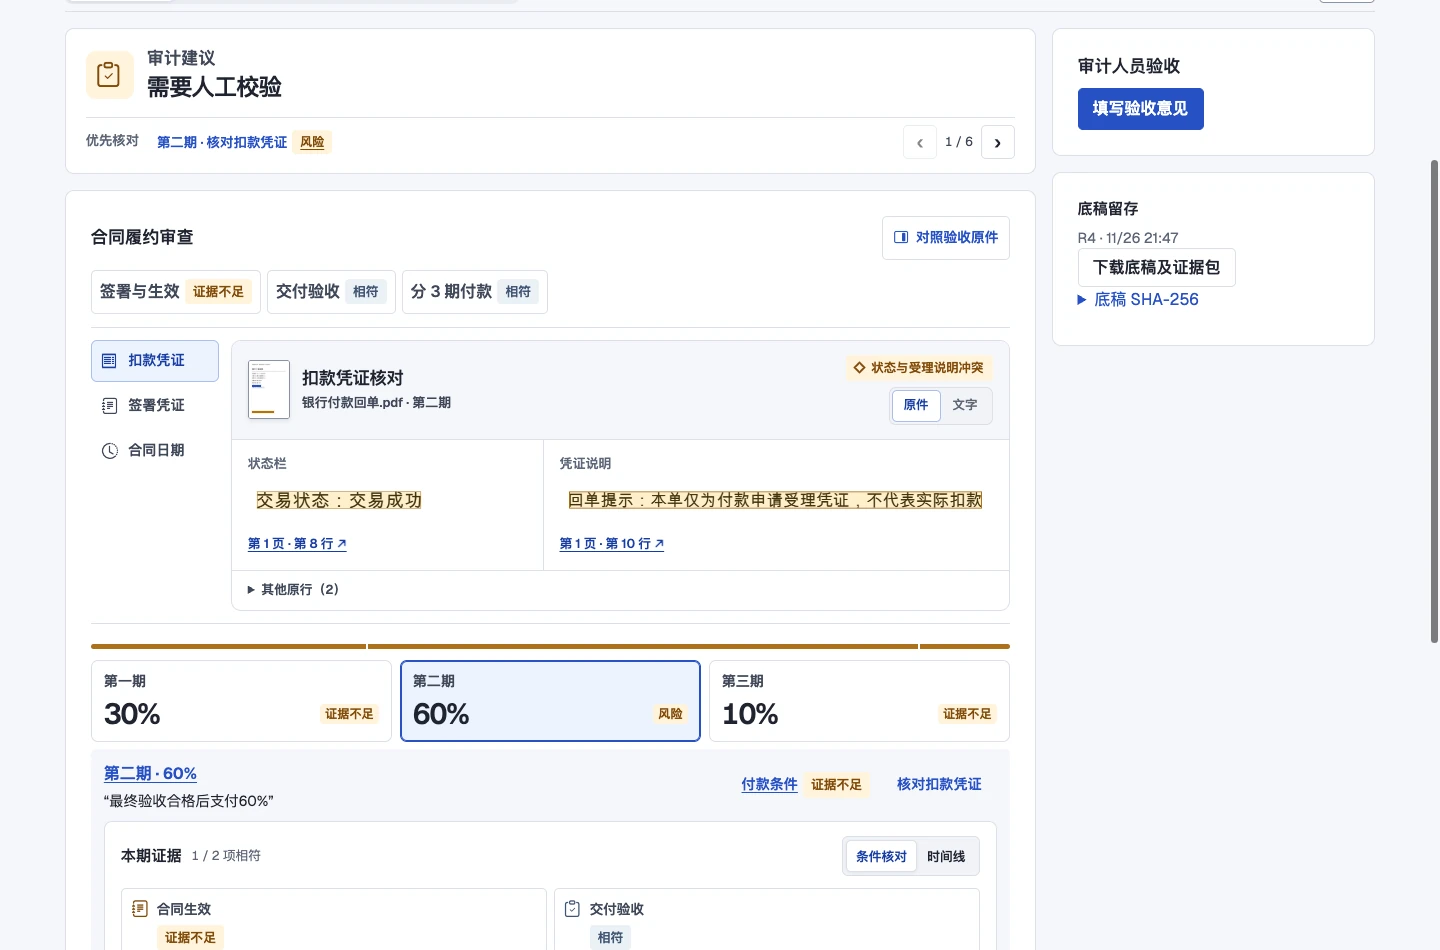 审计建议
需要人工校验
优先核对 第二期 · 核对扣款凭证 风险
‹ 1 / 6 ›
审计人员验收
填写验收意见
底稿留存
R4 · 11/26 21:47
下载底稿及证据包
▶ 底稿 SHA-256
合同履约审查
对照验收原件
签署与生效 证据不足
交付验收 相符
分 3 期付款 相符
扣款凭证
签署凭证
合同日期
扣款凭证核对
银行付款回单.pdf · 第二期
◇ 状态与受理说明冲突
原件 文字
状态栏
交易状态：交易成功
第 1 页 · 第 8 行 ↗
凭证说明
回单提示：本单仅为付款申请受理凭证，不代表实际扣款
第 1 页 · 第 10 行 ↗
▶ 其他原行（2）
第一期
30% 证据不足
第二期
60% 风险
第三期
10% 证据不足
第二期 · 60%
“最终验收合格后支付60%”
付款条件 证据不足 核对扣款凭证
本期证据 1 / 2 项相符
条件核对 时间线
合同生效
证据不足
交付验收
相符